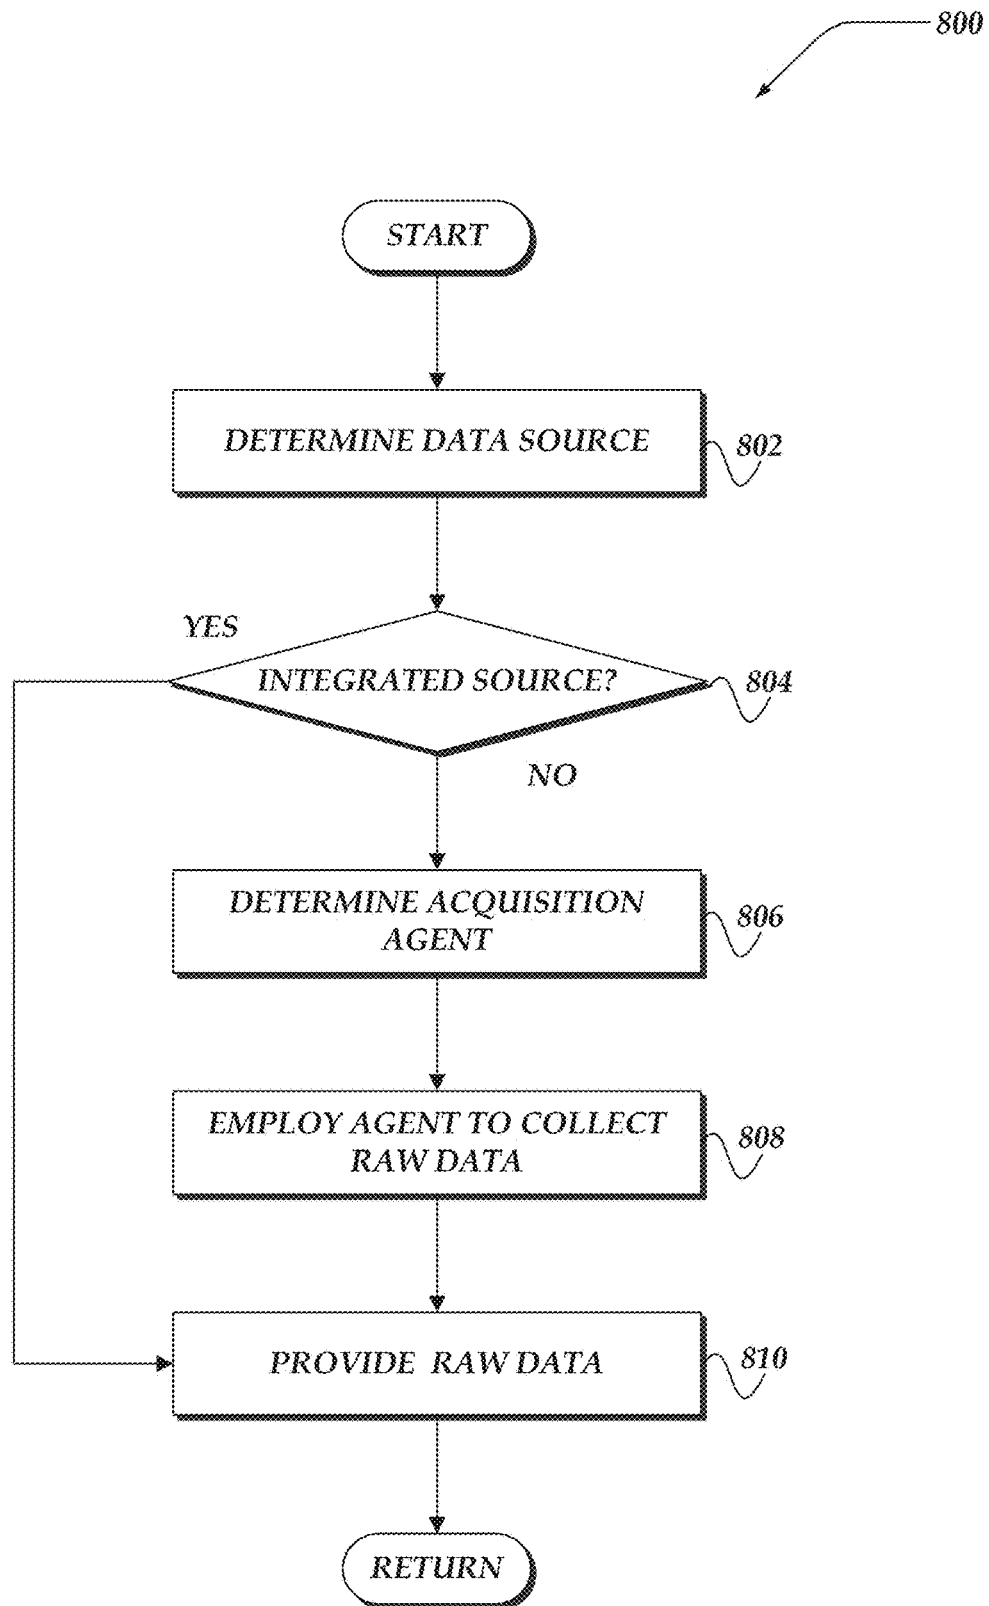 800
START
DETERMINE DATA SOURCE
802
YES
INTEGRATED SOURCE?
804
NO
DETERMINE ACQUISITION
AGENT
806
EMPLOY AGENT TO COLLECT
RAW DATA
808
PROVIDE RAW DATA
810
RETURN